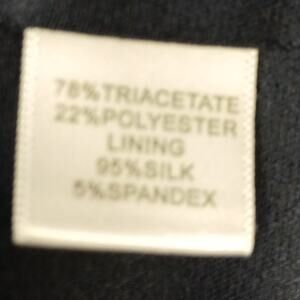 78%TRIACETATE
22%POLYESTER
LINING
95%SILK
5%SPANDEX